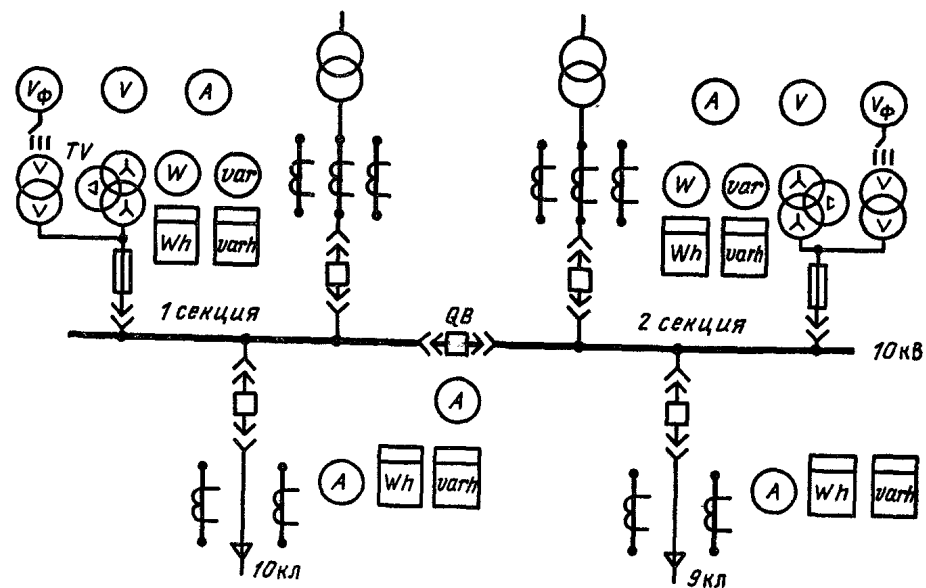 Vф V A
A V Vф
TV W var
W var
Wh varh
Wh varh
1 секция QB 2 секция
10кВ
A
A Wh varh
A Wh varh
10кл 9кл